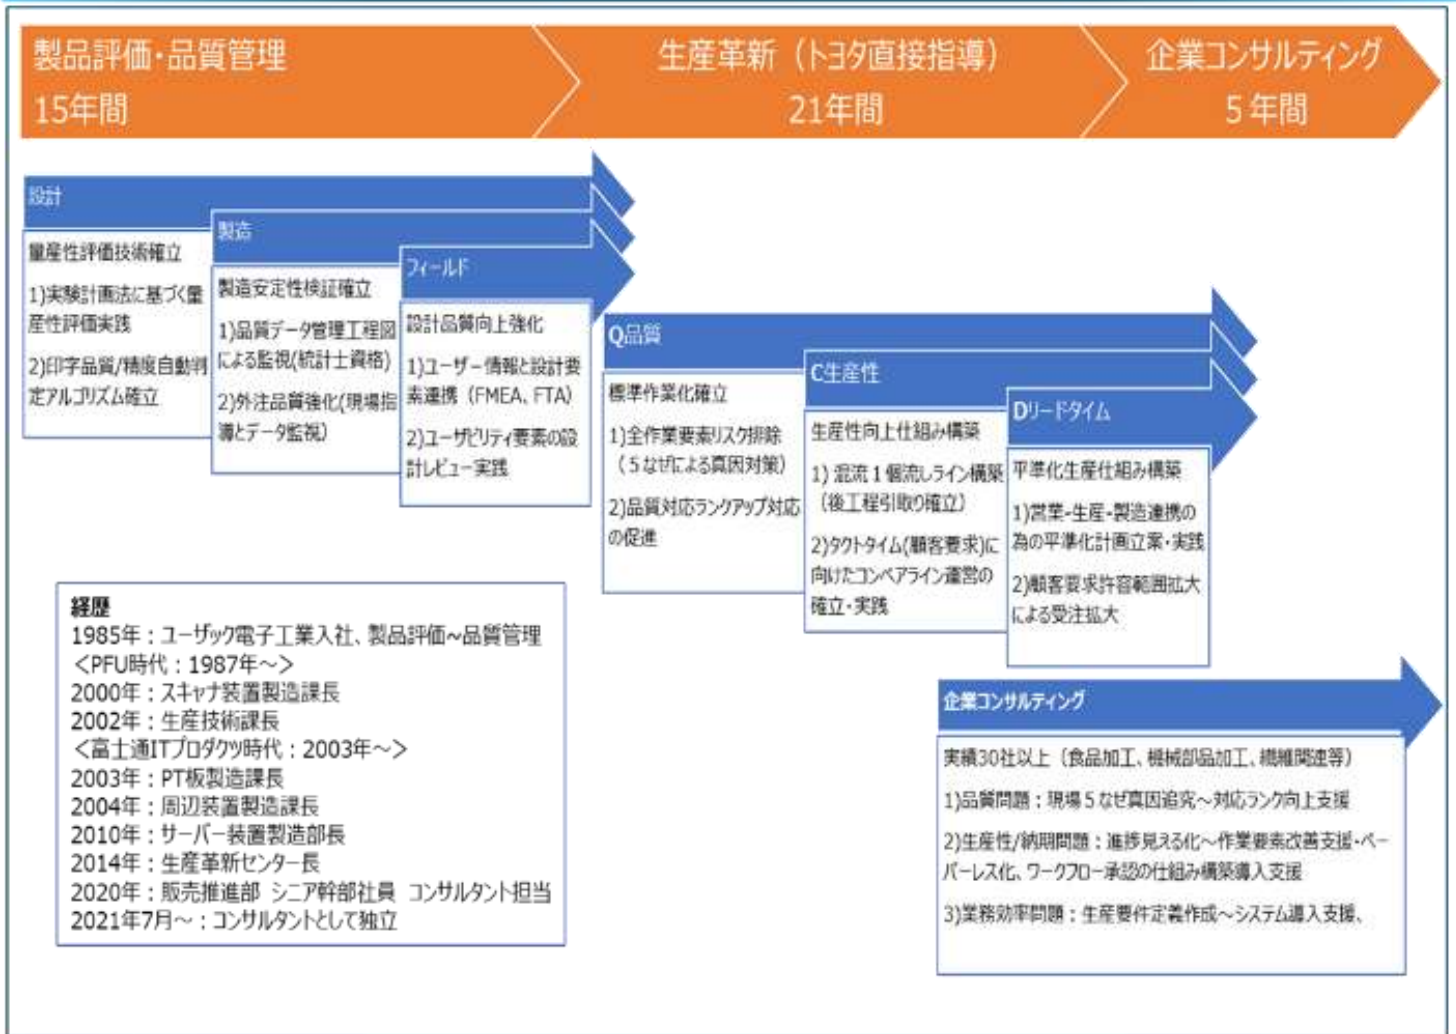 製品評価・品質管理
15年間
生産革新（トヨタ直接指導）
21年間
企業コンサルティング
５年間
設計
量産性評価技術確立
1)実験計画法に基づく量
産性評価実践
2)印字品質/精度自動判
定アルゴリズム確立
製造
製造安定性検証確立
1)品質データ管理工程図
による監視(統計士資格)
2)外注品質強化(現場指
導とデータ監視)
フィールド
設計品質向上強化
1)ユーザー情報と設計要
素連携（FMEA、FTA）
2)ユーザビリティ要素の設
計レビュー実践
Q品質
標準作業化確立
1)全作業要素リスク排除
（５なぜによる真因対策）
2)品質対応ランクアップ対応
の促進
C生産性
生産性向上仕組み構築
1) 混流１個流しライン構築
（後工程引取り確立）
2)タクトタイム(顧客要求)に
向けたコンベアライン運営の
確立・実践
Dリードタイム
平準化生産仕組み構築
1)営業-生産・製造連携の
為の平準化計画立案・実践
2)顧客要求許容範囲拡大
による受注拡大
経歴
1985年：ユーザック電子工業入社、製品評価~品質管理
＜PFU時代：1987年～＞
2000年：スキャナ装置製造課長
2002年：生産技術課長
＜富士通ITプロダクツ時代：2003年～＞
2003年：PT板製造課長
2004年：周辺装置製造課長
2010年：サーバー装置製造部長
2014年：生産革新センター長
2020年：販売推進部 シニア幹部社員 コンサルタント担当
2021年7月～：コンサルタントとして独立
企業コンサルティング
実績30社以上（食品加工、機械部品加工、繊維関連等）
1)品質問題：現場５なぜ真因追究～対応ランク向上支援
2)生産性/納期問題：進捗見える化～作業要素改善支援・ペー
パーレス化、ワークフロー承認の仕組み構築導入支援
3)業務効率問題：生産要件定義作成～システム導入支援、